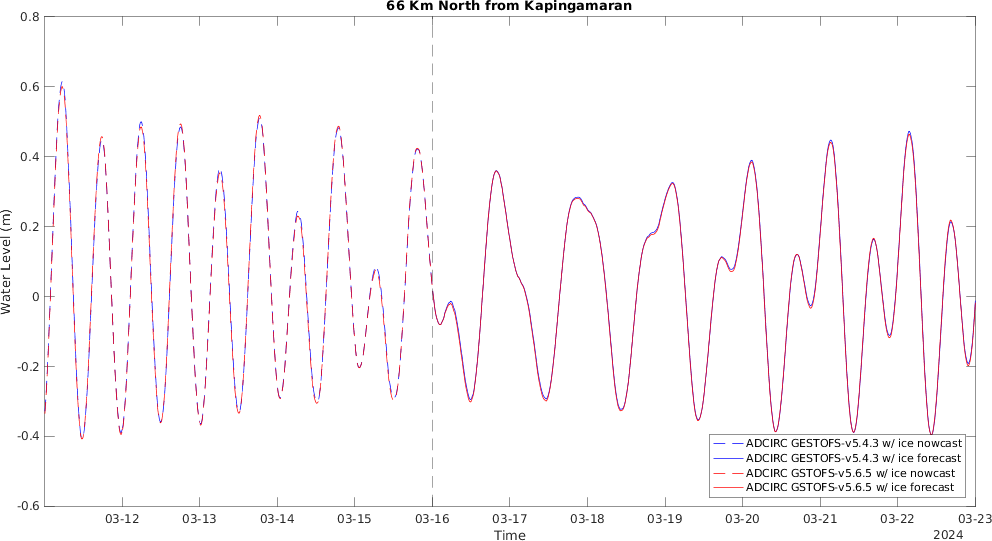 66 Km North from Kapingamaran
Water Level (m)
0.8
0.6
0.4
0.2
0
-0.2
-0.4
-0.6
ADCIRC GESTOFS-v5.4.3 w/ ice nowcast
ADCIRC GESTOFS-v5.4.3 w/ ice forecast
ADCIRC GSTOFS-v5.6.5 w/ ice nowcast
ADCIRC GSTOFS-v5.6.5 w/ ice forecast
03-12 03-13 03-14 03-15 03-16 03-17 03-18 03-19 03-20 03-21 03-22 03-23
Time
2024